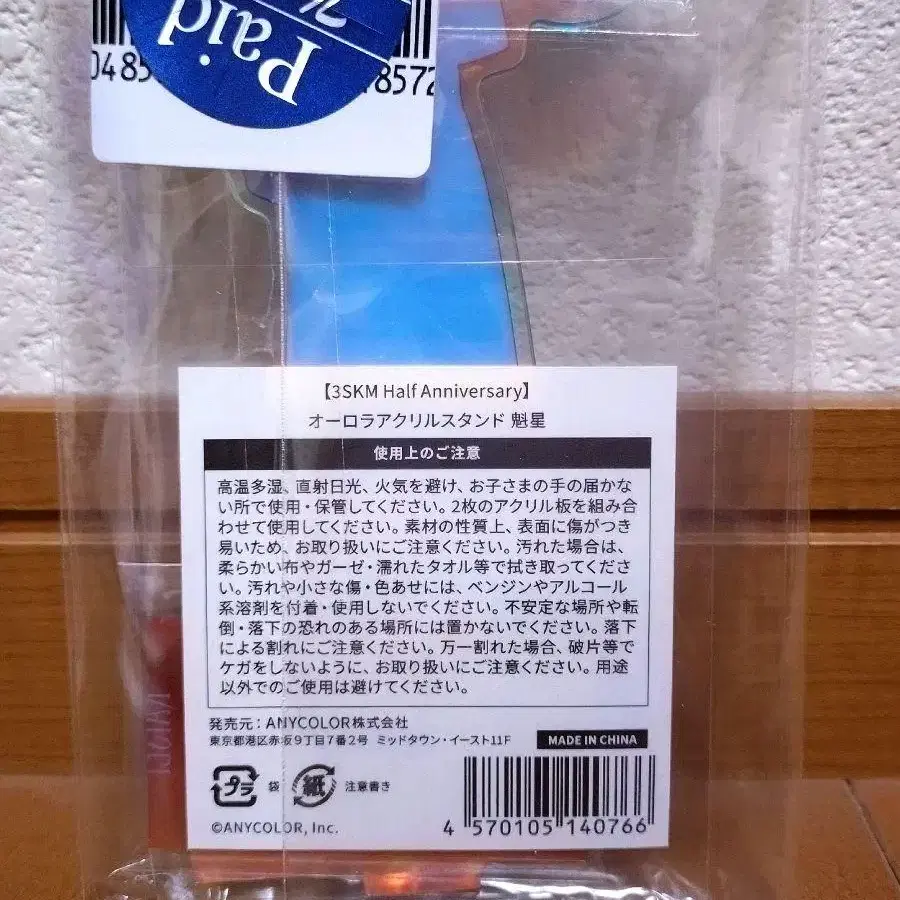 Paid
0485
78572
【3SKM Half Anniversary】
オーロラアクリルスタンド 魁星
使用上のご注意
高温多湿、直射日光、火気を避け、お子さまの手の届かな
い所で使用・保管してください。2枚のアクリル板を組み合
わせて使用してください。素材の性質上、表面に傷がつき
易いため、お取り扱いにご注意ください。汚れた場合は、
柔らかい布やガーゼ・濡れたタオル等で拭き取ってくださ
い。汚れや小さな傷・色あせには、ベンジンやアルコール
系溶剤を付着・使用しないでください。不安定な場所や転
倒・落下の恐れのある場所には置かないでください。落下
による割れにご注意ください。万一割れた場合、破片等で
ケガをしないように、お取り扱いにご注意ください。用途
以外でのご使用は避けてください。
発売元：ANYCOLOR株式会社
東京都港区赤坂9丁目7番2号 ミッドタウン・イースト11F
MADE IN CHINA
プラ 袋 紙 注意書き
©ANYCOLOR, Inc.
4 570105 140766